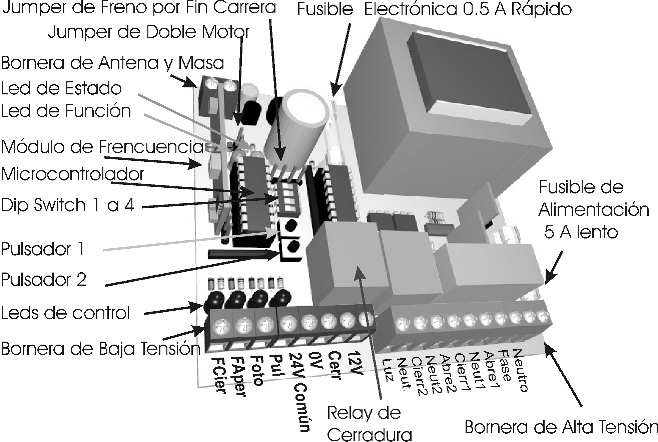 Jumper de Freno por Fin Carrera
Fusible Electrónica 0.5 A Rápido
Jumper de Doble Motor
Bornera de Antena y Masa
Led de Estado
Led de Función
Módulo de Frencuencia
Microcontrolador
Dip Switch 1 a 4
Fusible de
Alimentación
5 A lento
Pulsador 1
Pulsador 2
Leds de control
Bornera de Baja Tensión
FCier
FAper
Foto
Pul
24V Común
0V
Cerr
12V
Luz
Neut.
Cierr2
Neut2
Abre2
Cierr1
Neut1
Abre1
Fase
Neutro
Relay de
Cerradura
Bornera de Alta Tensión